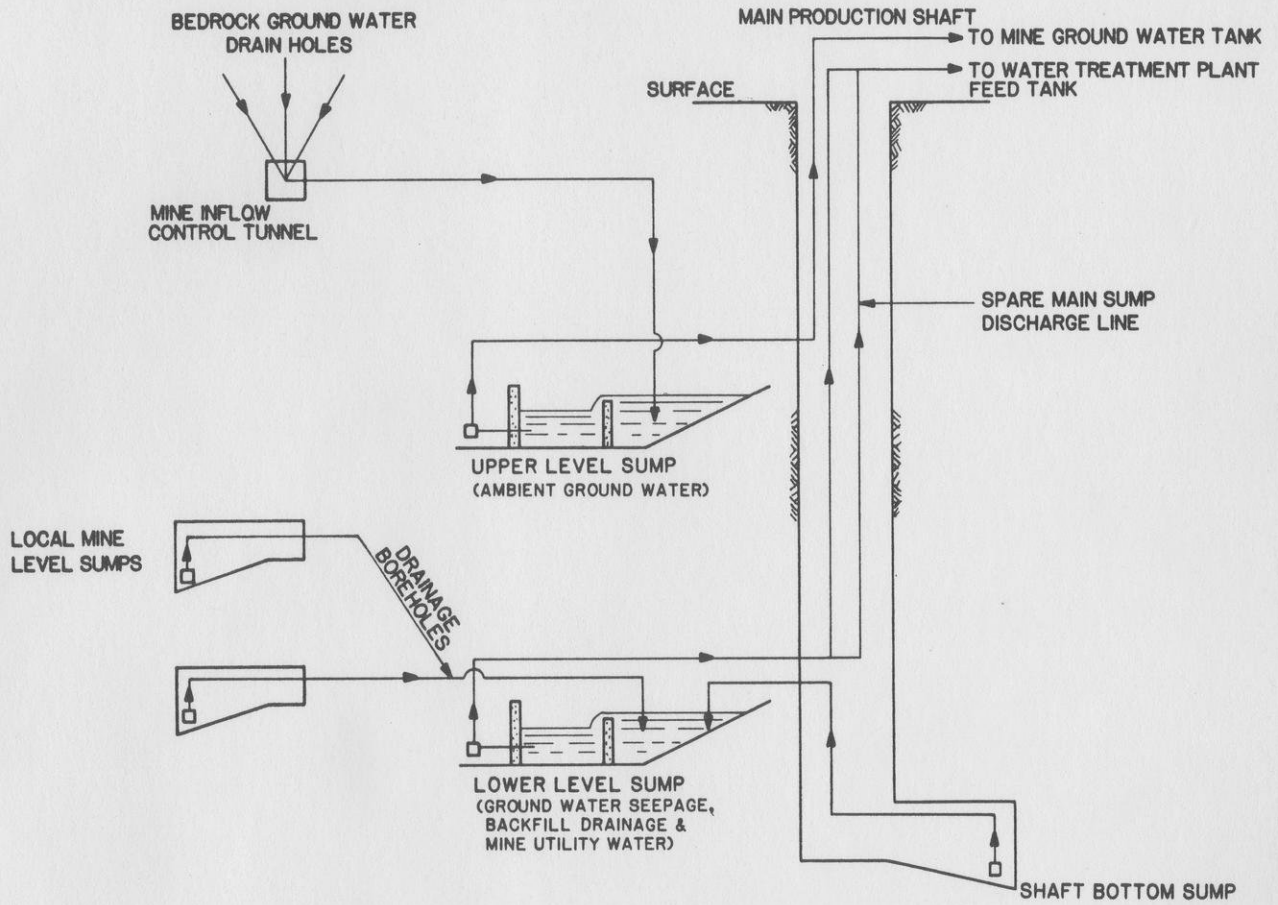 BEDROCK GROUND WATER
DRAIN HOLES
MAIN PRODUCTION SHAFT
TO MINE GROUND WATER TANK
TO WATER TREATMENT PLANT
FEED TANK
SURFACE
MINE INFLOW
CONTROL TUNNEL
SPARE MAIN SUMP
DISCHARGE LINE
UPPER LEVEL SUMP
(AMBIENT GROUND WATER)
LOCAL MINE
LEVEL SUMPS
DRAINAGE
BOREHOLES
LOWER LEVEL SUMP
(GROUND WATER SEEPAGE,
BACKFILL DRAINAGE &
MINE UTILITY WATER)
SHAFT BOTTOM SUMP